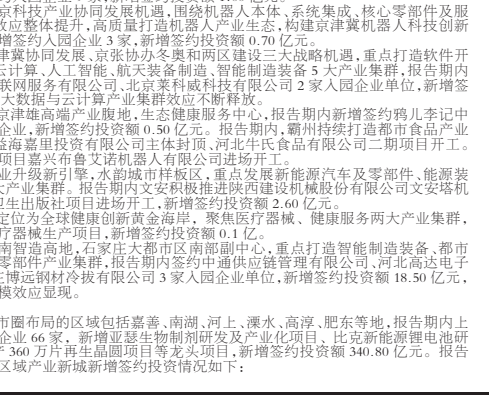 京科技产业协同发展机遇，围绕机器人本体、系统集成、核心零部件及服
效应整体提升，高质量打造机器人产业生态，构建京津冀机器人科技创新
增签约入园企业 3 家，新增签约投资额 0.70 亿元。
津冀协同发展、京张协办冬奥和两区建设三大战略机遇，重点打造软件开
云计算、人工智能、航天装备制造、智能制造装备 5 大产业集群，报告期内
联网服务有限公司、北京莱科威科技有限公司 2 家入园企业单位，新增签
大数据与云计算产业集群效应不断释放。
京津雄高端产业腹地，生态健康服务中心，报告期内新增签约鸦儿李记中
企业，新增签约投资额 0.50 亿元。报告期内，霸州持续打造都市食品产业
益海嘉里投资有限公司主体封顶、河北牛氏食品有限公司二期项目开工。
项目嘉兴布鲁艾诺机器人有限公司进场开工。
业升级新引擎，水韵城市样板区，重点发展新能源汽车及零部件、能源装
大产业集群。报告期内文安积极推进陕西建设机械股份有限公司文安塔机
卫生出版社项目进场开工，新增签约投资额 2.60 亿元。
定位为全球健康创新黄金海岸，聚焦医疗器械、健康服务两大产业集群，
疗器械生产项目，新增签约投资额 0.1 亿。
南智造高地，石家庄大都市区南部副中心，重点打造智能制造装备、都市
零部件产业集群，报告期内签约中通供应链管理有限公司、河北高达电子
庄博远钢材冷拔有限公司 3 家入园企业单位，新增签约投资额 18.50 亿元，
模效应显现。
市圈布局的区域包括嘉善、南湖、河上、溧水、高淳、肥东等地，报告期内上
企业 66 家，新增亚瑟生物制剂研发及产业化项目、比克新能源锂电池研
产 360 万片再生晶圆项目等龙头项目，新增签约投资额 340.80 亿元。报告
区域产业新城新增签约投资情况如下：